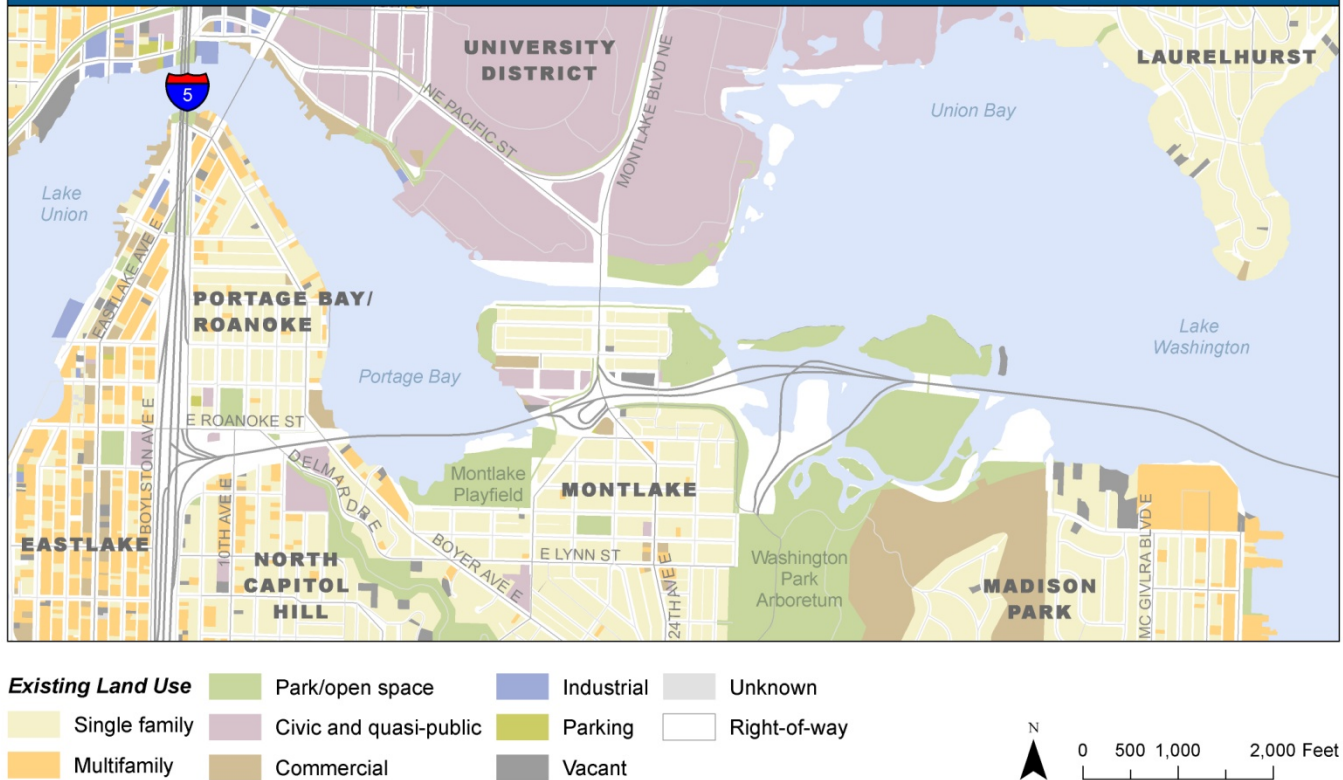 UNIVERSITY
DISTRICT
LAURELHURST
5
NE PACIFIC ST
MONTLAKE BLVD NE
Union Bay
Lake
Union
EASTLAKE AVE E
PORTAGE BAY/
ROANOKE
Portage Bay
Lake
Washington
E ROANOKE ST
BOYLSTON AVE E
DELMAR DR E
Montlake
Playfield
MONTLAKE
EASTLAKE
10TH AVE E
NORTH
CAPITOL
HILL
BOYER AVE E
E LYNN ST
24TH AVE E
Washington
Park
Arboretum
MADISON
PARK
MC GIVLRA BLVD E
Existing Land Use
Single family
Multifamily
Park/open space
Civic and quasi-public
Commercial
Industrial
Parking
Vacant
Unknown
Right-of-way
N
0 500 1,000 2,000 Feet